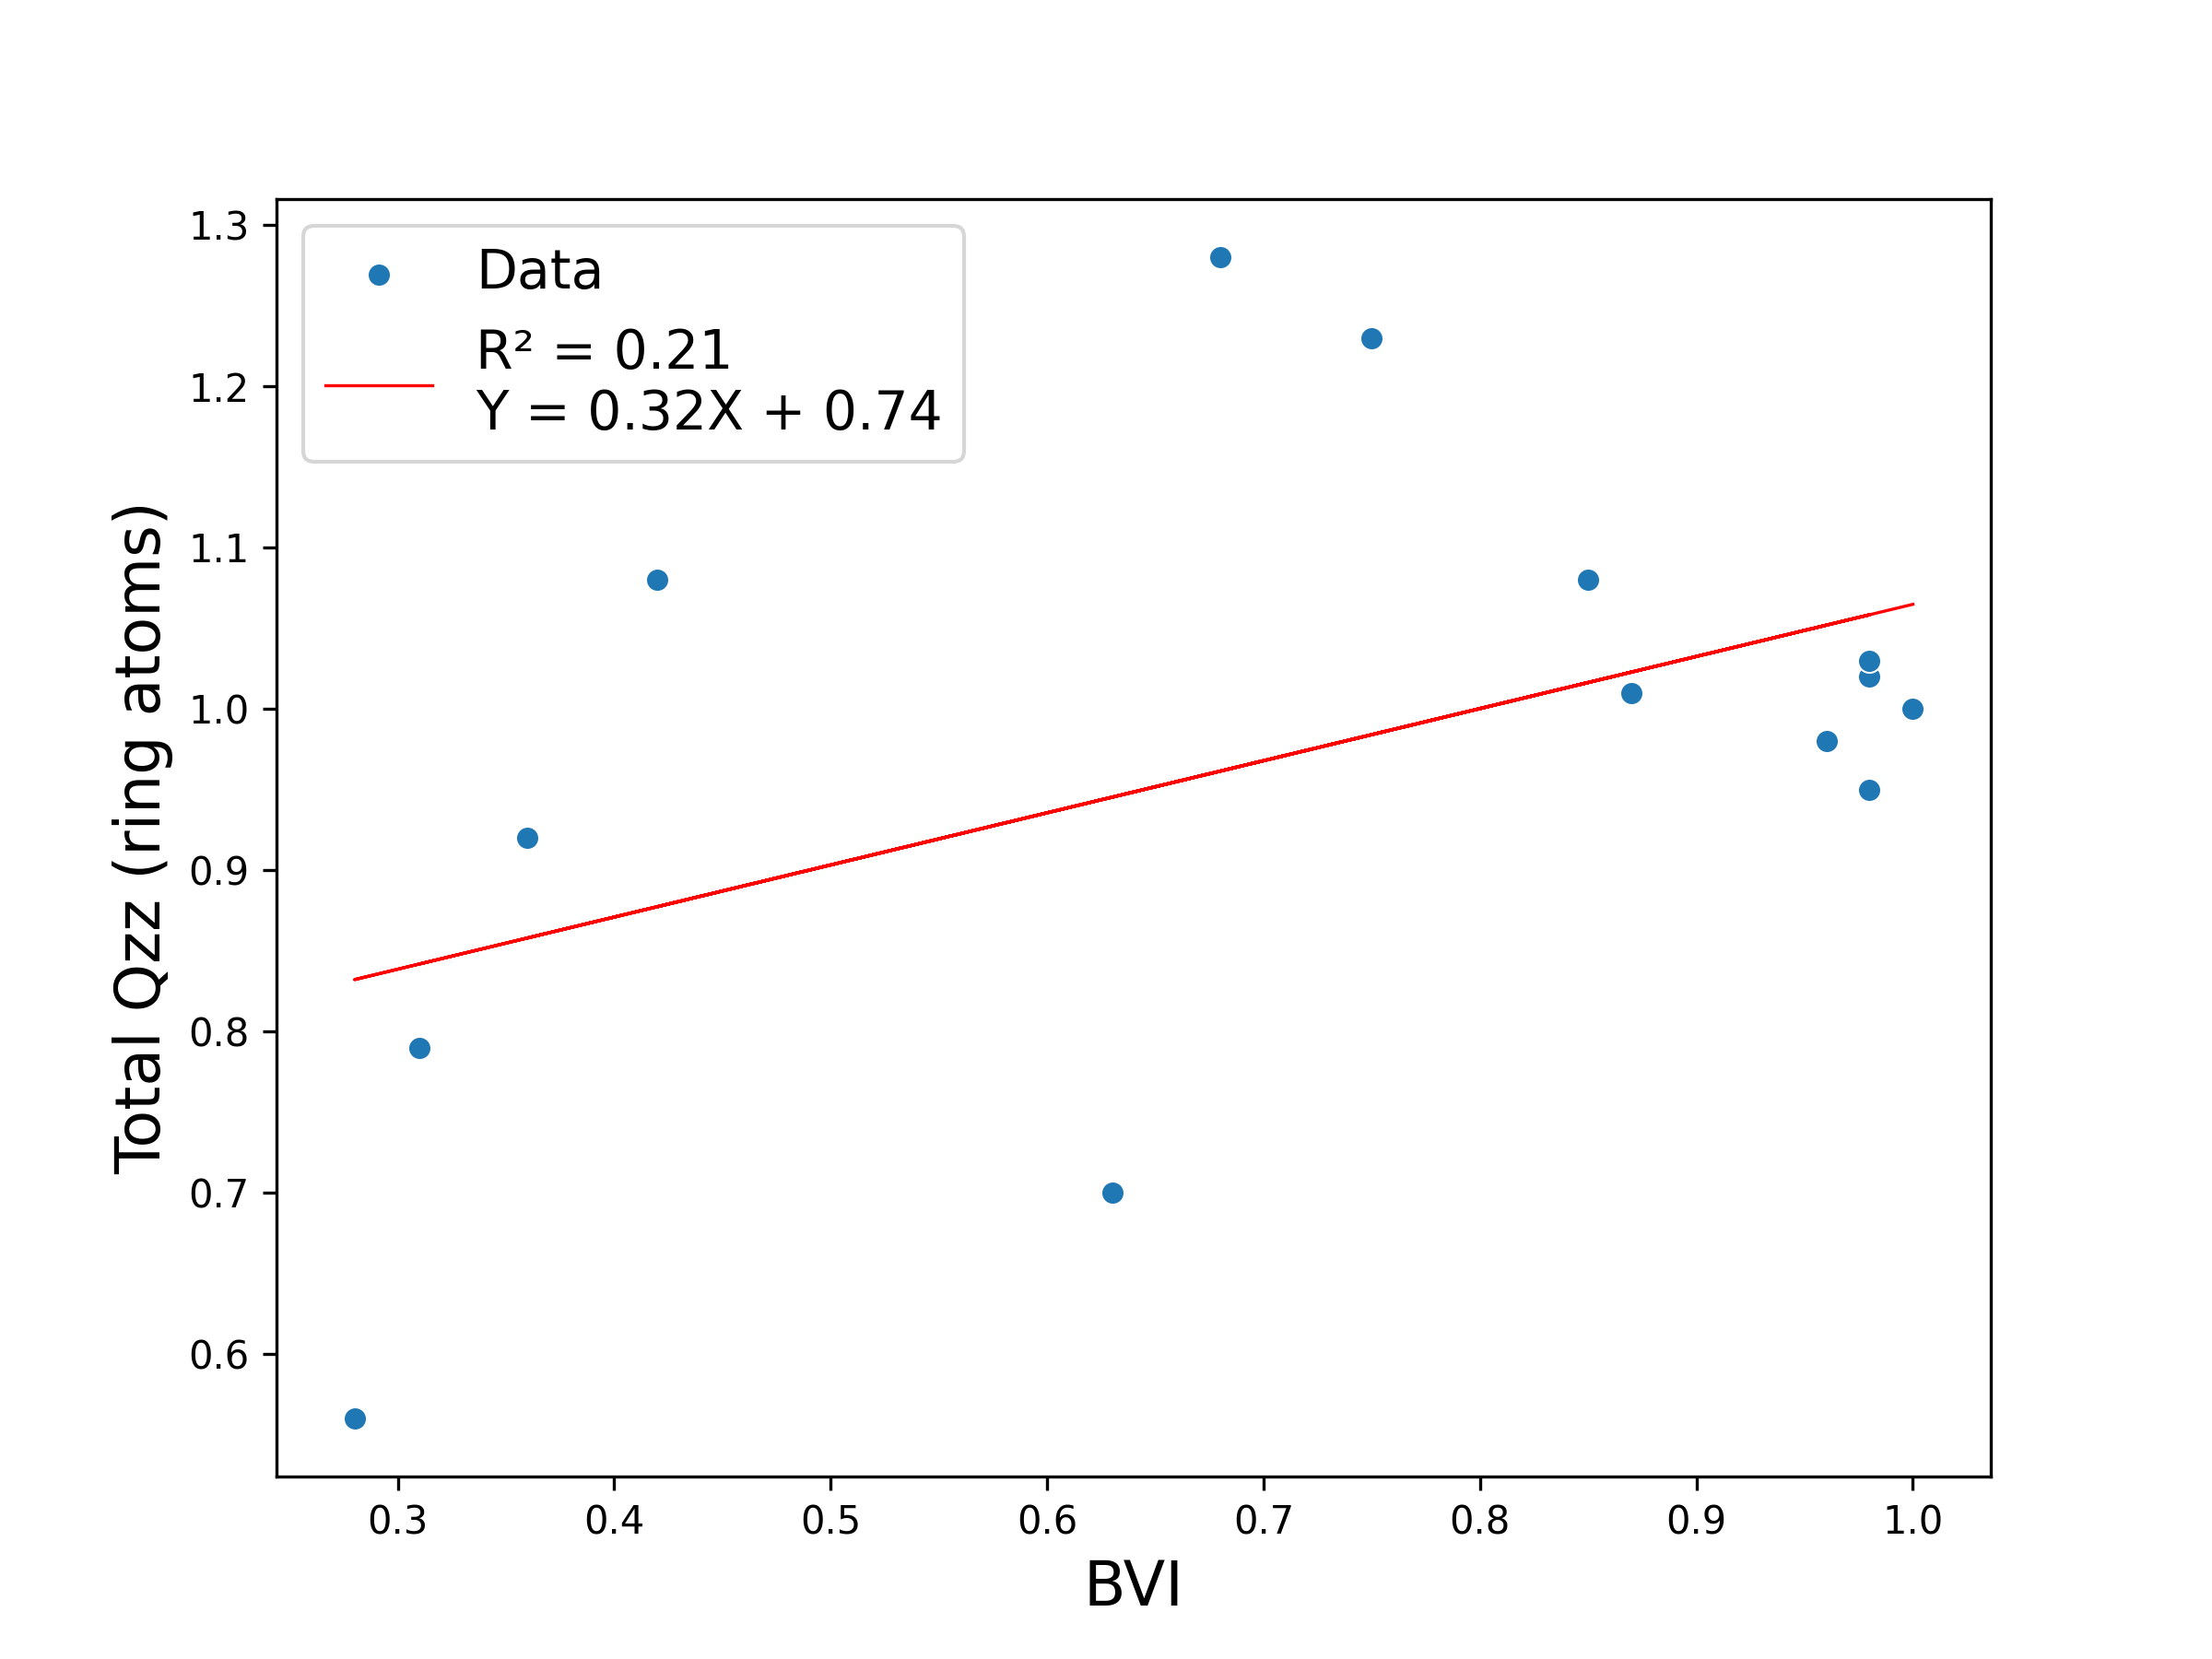 Data
R² = 0.21
Y = 0.32X + 0.74
Total Qzz (ring atoms)
1.3
1.2
1.1
1.0
0.9
0.8
0.7
0.6
0.3 0.4 0.5 0.6 0.7 0.8 0.9 1.0
BVI